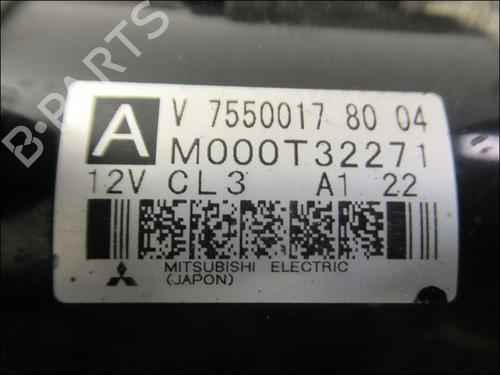 B-PARTS
A
V 7550017 80 04
M000T32271
12V CL3 A1 22
MITSUBISHI ELECTRIC
(JAPON)